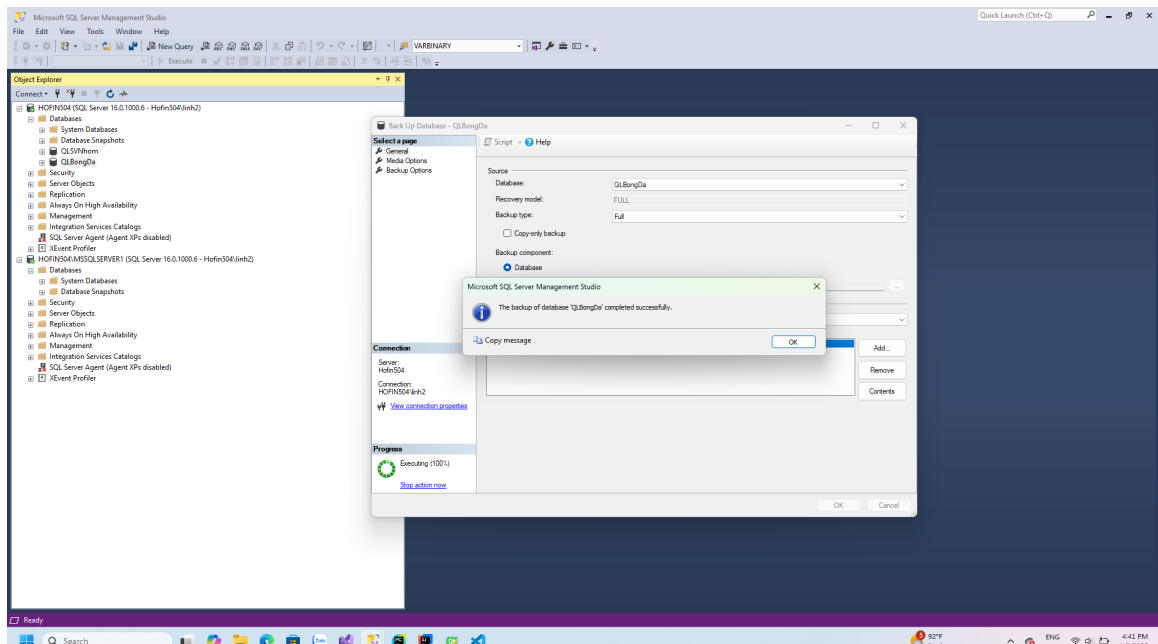 Microsoft SQL Server Management Studio
Quick Launch (Ctrl+Q)
File Edit View Tools Window Help
New Query
VARBINARY
Execute
Object Explorer
Connect
HOFIN504 (SQL Server 16.0.1000.6 - Hofin504\linh2)
Databases
System Databases
Database Snapshots
QLSVNhom
QLBongDa
Security
Server Objects
Replication
Always On High Availability
Management
Integration Services Catalogs
SQL Server Agent (Agent XPs disabled)
XEvent Profiler
HOFIN504\MSSQLSERVER1 (SQL Server 16.0.1000.6 - Hofin504\linh2)
Databases
System Databases
Database Snapshots
Security
Server Objects
Replication
Always On High Availability
Management
Integration Services Catalogs
SQL Server Agent (Agent XPs disabled)
XEvent Profiler
Back Up Database - QLBongDa
Select a page
General
Media Options
Backup Options
Script
Help
Source
Database:
QLBongDa
Recovery model:
FULL
Backup type:
Full
Copy-only backup
Backup component:
Database
Microsoft SQL Server Management Studio
The backup of database 'QLBongDa' completed successfully.
Copy message
OK
Add...
Remove
Contents
Connection
Server:
Hofin504
Connection:
HOFIN504\linh2
View connection properties
Progress
Executing (100%)
Stop action now
OK
Cancel
Ready
Search
Zalo
92°F
ENG
4:41 PM